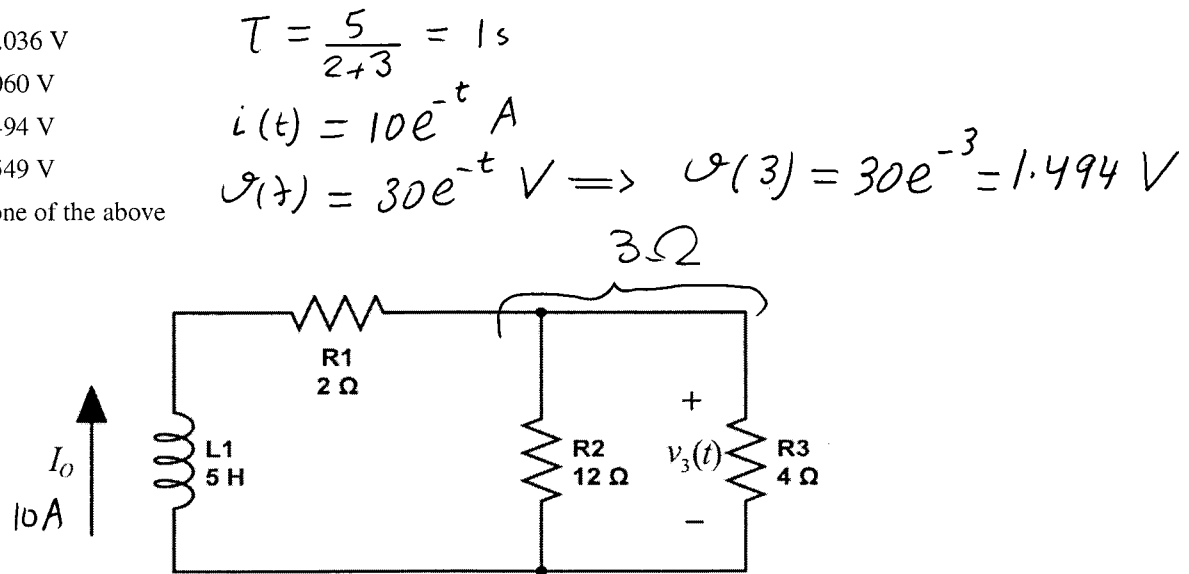 .036 V
060 V
494 V
549 V
one of the above
τ = 5/(2+3) = 1s
i(t) = 10e^-t A
v(t) = 30e^-t V => v(3) = 30e^-3 = 1.494 V
3Ω
R1
2 Ω
I_O
10A
L1
5 H
R2
12 Ω
+
v_3(t)
−
R3
4 Ω